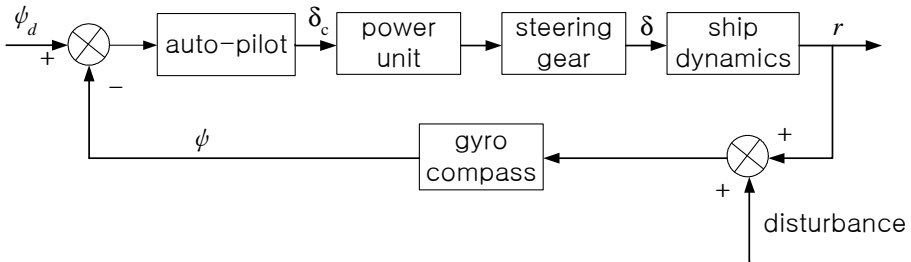 ψd
+
−
auto-pilot
δc
power
unit
steering
gear
δ
ship
dynamics
r
ψ
gyro
compass
+
+
disturbance